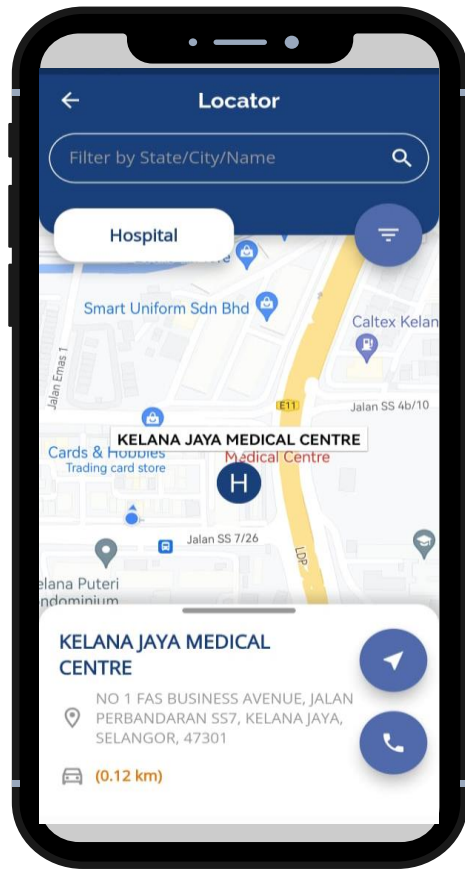 Locator
Filter by State/City/Name
Hospital
Smart Uniform Sdn Bhd
Caltex Kelan
Jalan Emas 1
E11
Jalan SS 4b/10
KELANA JAYA MEDICAL CENTRE
Cards & Hobbies
Medical Centre
Trading card store
H
Jalan SS 7/26
LDP
elana Puteri
ndominium
KELANA JAYA MEDICAL
CENTRE
NO 1 FAS BUSINESS AVENUE, JALAN
PERBANDARAN SS7, KELANA JAYA,
SELANGOR, 47301
(0.12 km)